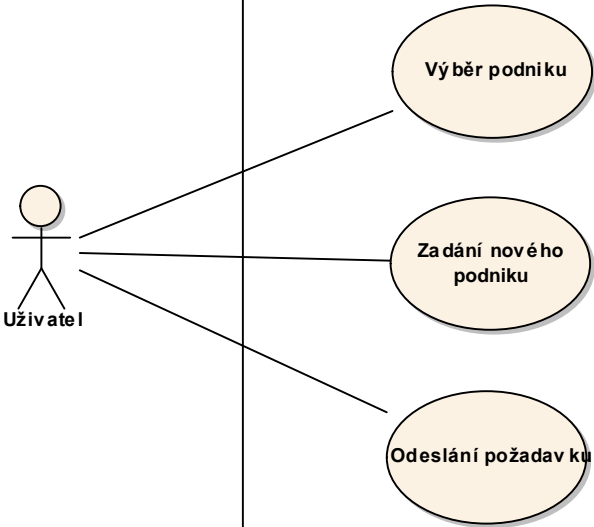 Výběr podniku
Zadání nového
podniku
Uživatel
Odeslání požadavku